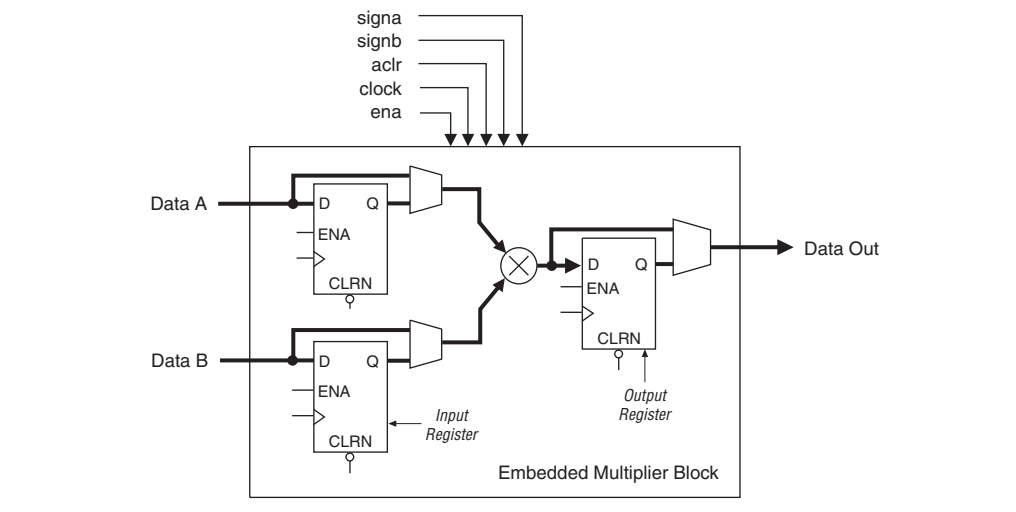 signa
signb
aclr
clock
ena
Data A
D Q
ENA
CLRN
Data B
D Q
ENA
CLRN
Input
Register
D Q
ENA
CLRN
Output
Register
Data Out
Embedded Multiplier Block